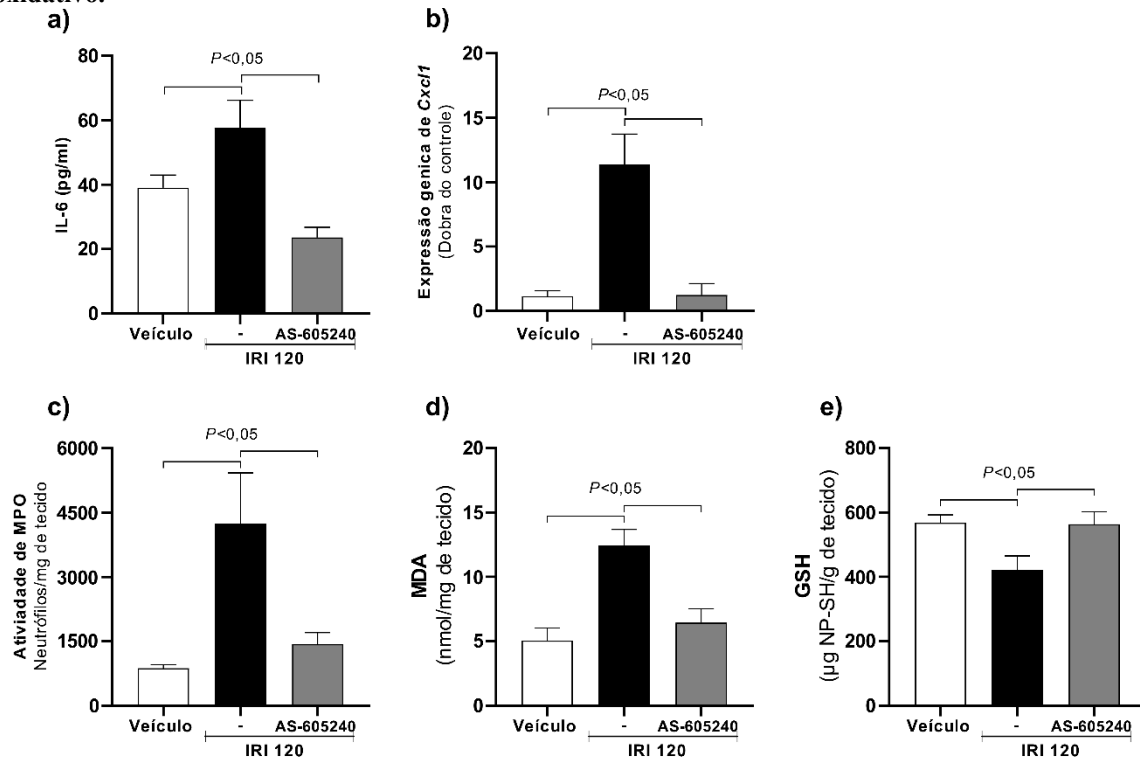 oxidativo.
a)
P<0,05
IL-6 (pg/ml)
80
60
40
20
0
Veículo - AS-605240
IRI 120
b)
P<0,05
Expressão genica de Cxcl1
(Dobra do controle)
20
15
10
5
0
Veículo - AS-605240
IRI 120
c)
P<0,05
Ativiadade de MPO
Neutrófilos/mg de tecido
6000
4500
3000
1500
0
Veículo - AS-605240
IRI 120
d)
P<0,05
MDA
(nmol/mg de tecido)
20
15
10
5
0
Veículo - AS-605240
IRI 120
e)
P<0,05
GSH
(µg NP-SH/g de tecido)
800
600
400
200
0
Veículo - AS-605240
IRI 120